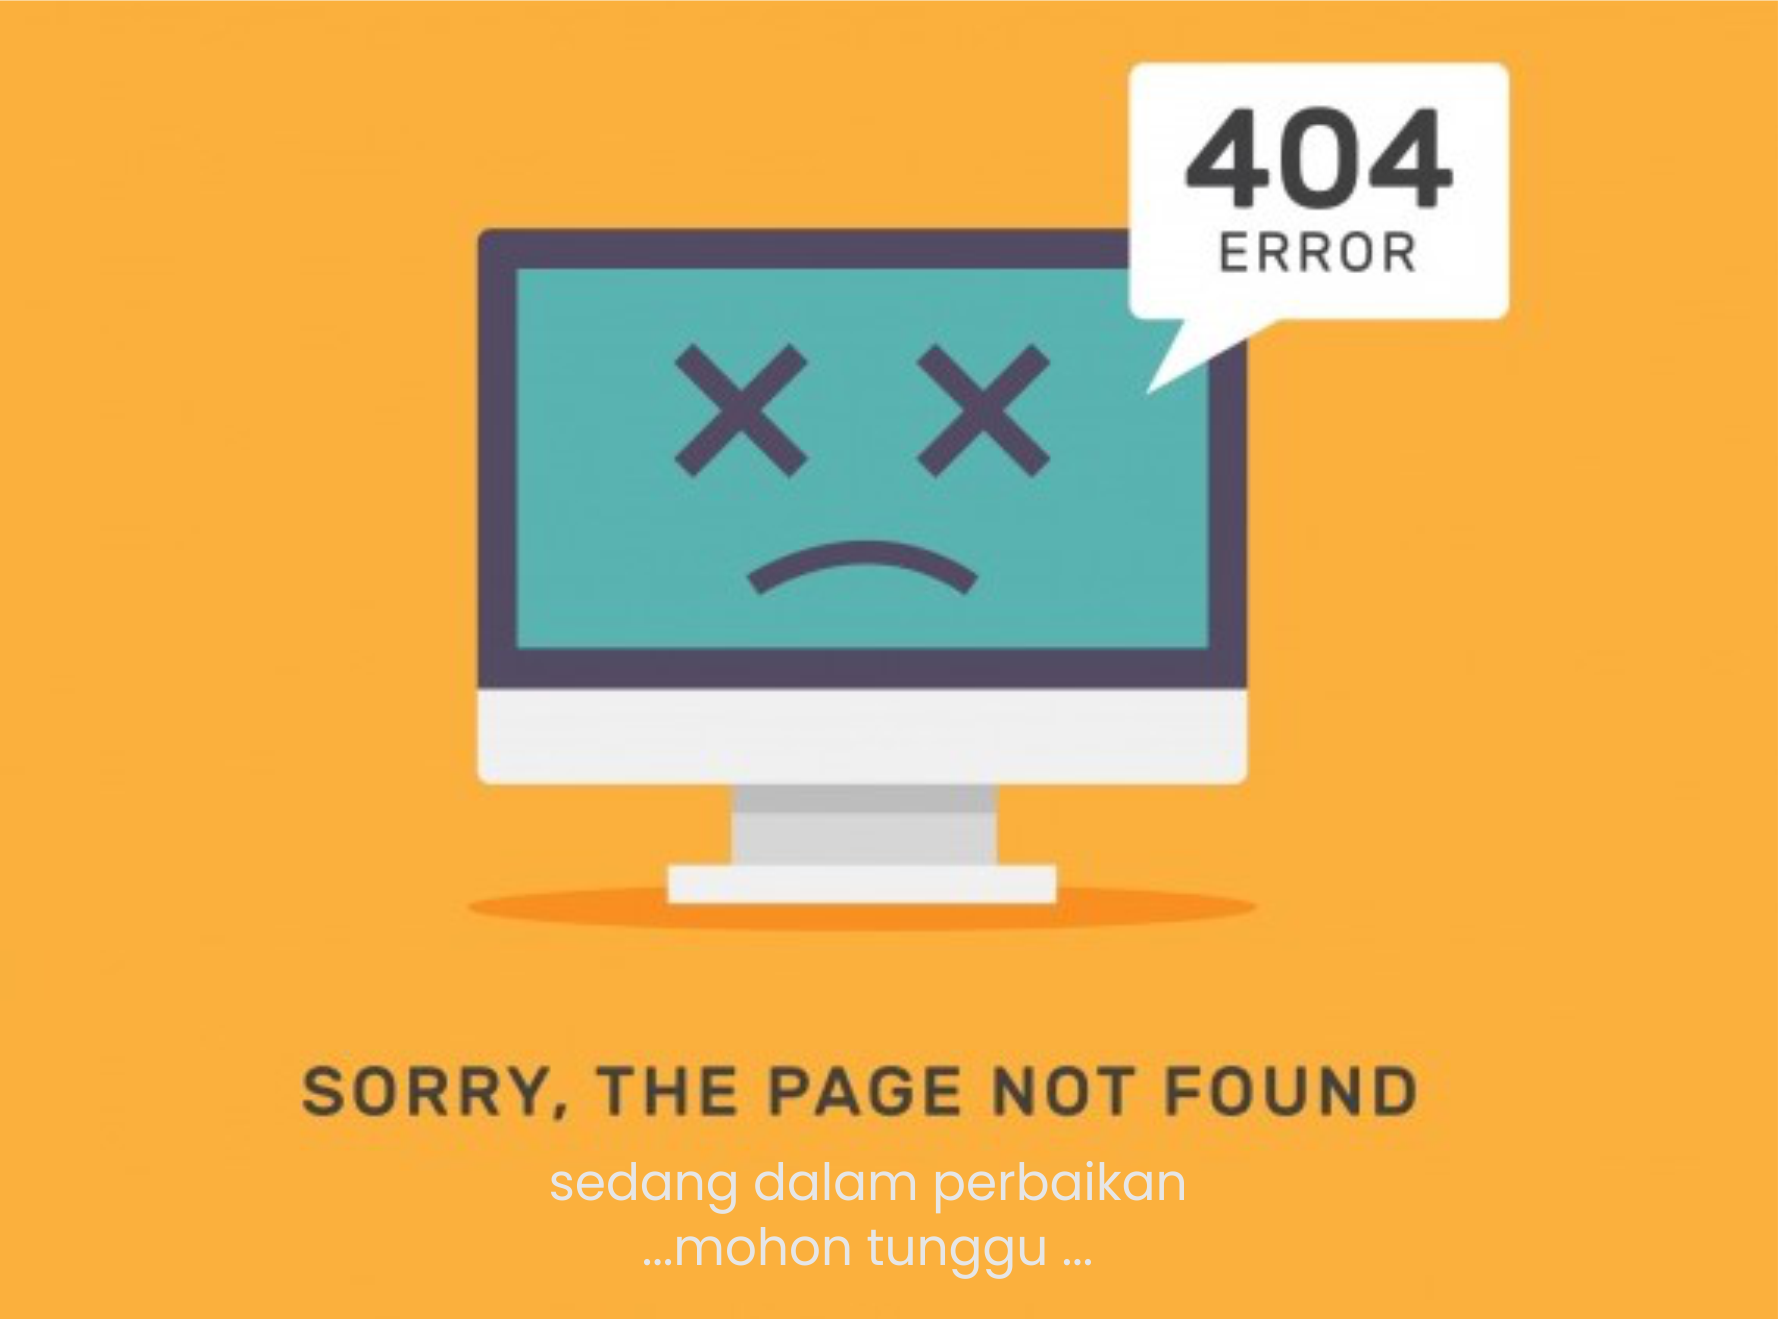 404
ERROR
SORRY, THE PAGE NOT FOUND
sedang dalam perbaikan
...mohon tunggu ...